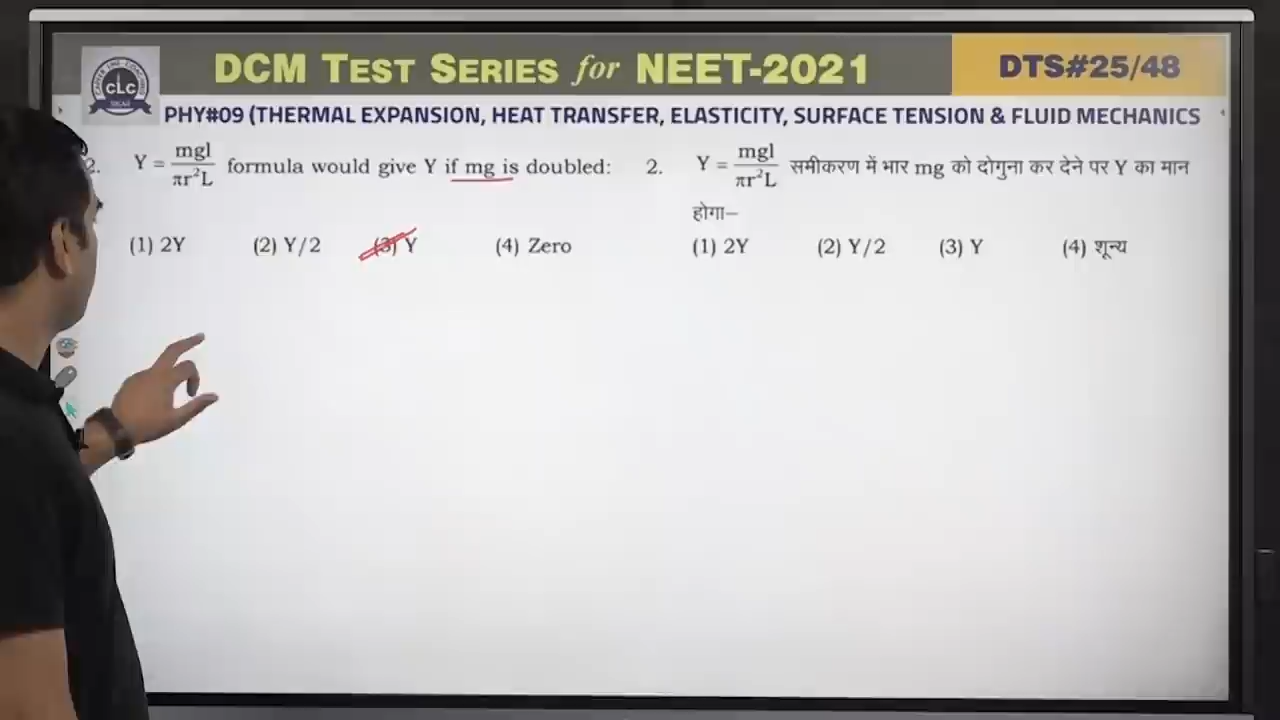 DCM TEST SERIES for NEET-2021
DTS#25/48
CLC
PHY#09 (THERMAL EXPANSION, HEAT TRANSFER, ELASTICITY, SURFACE TENSION & FLUID MECHANICS
2. Y = mgl / πr²L formula would give Y if mg is doubled:
(1) 2Y (2) Y/2 (3) Y (4) Zero
2. Y = mgl / πr²L समीकरण में भार mg को दोगुना कर देने पर Y का मान
होगा–
(1) 2Y (2) Y/2 (3) Y (4) शून्य